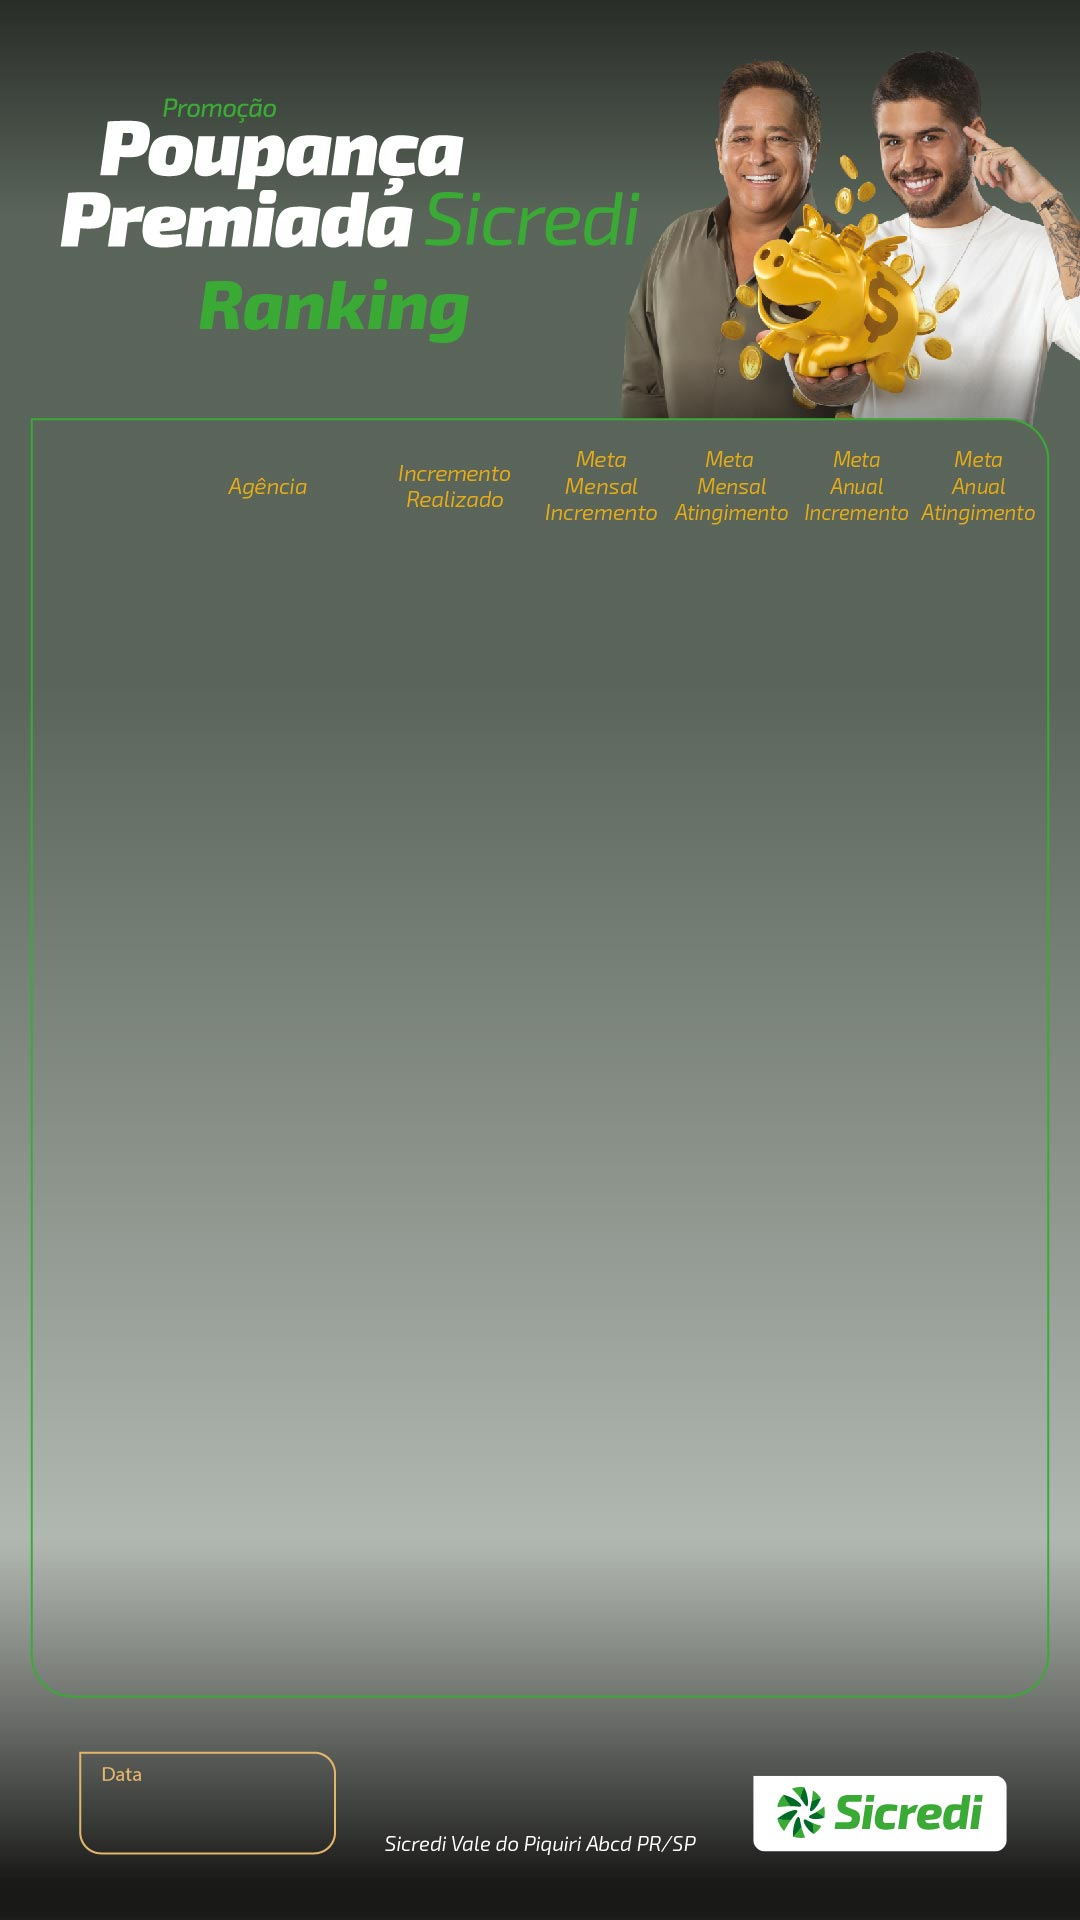 Promoção
Poupança
Premiada Sicredi
Ranking
$
Agência
Incremento
Realizado
Meta
Mensal
Incremento
Meta
Mensal
Atingimento
Meta
Anual
Incremento
Meta
Anual
Atingimento
Data
Sicredi Vale do Piquiri Abcd PR/SP
Sicredi